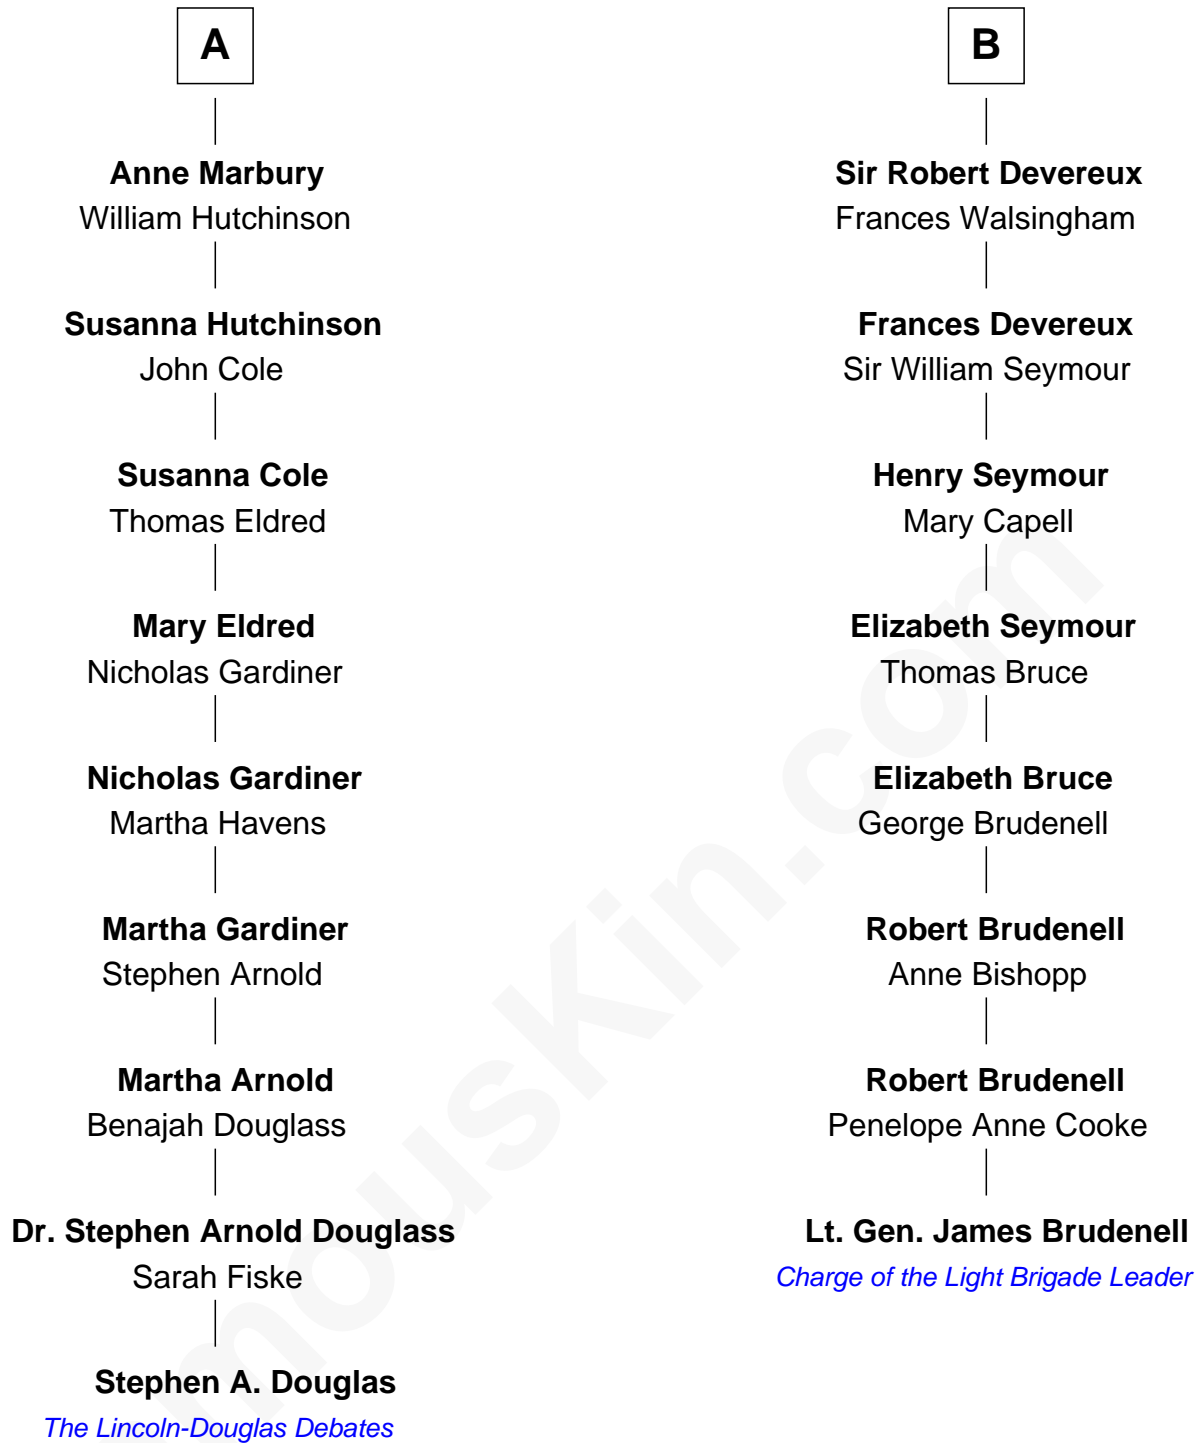 A
Anne Marbury
William Hutchinson
Susanna Hutchinson
John Cole
Susanna Cole
Thomas Eldred
Mary Eldred
Nicholas Gardiner
Nicholas Gardiner
Martha Havens
Martha Gardiner
Stephen Arnold
Martha Arnold
Benajah Douglass
Dr. Stephen Arnold Douglass
Sarah Fiske
Stephen A. Douglas
The Lincoln-Douglas Debates
B
Sir Robert Devereux
Frances Walsingham
Frances Devereux
Sir William Seymour
Henry Seymour
Mary Capell
Elizabeth Seymour
Thomas Bruce
Elizabeth Bruce
George Brudenell
Robert Brudenell
Anne Bishopp
Robert Brudenell
Penelope Anne Cooke
Lt. Gen. James Brudenell
Charge of the Light Brigade Leader
mousKin.com